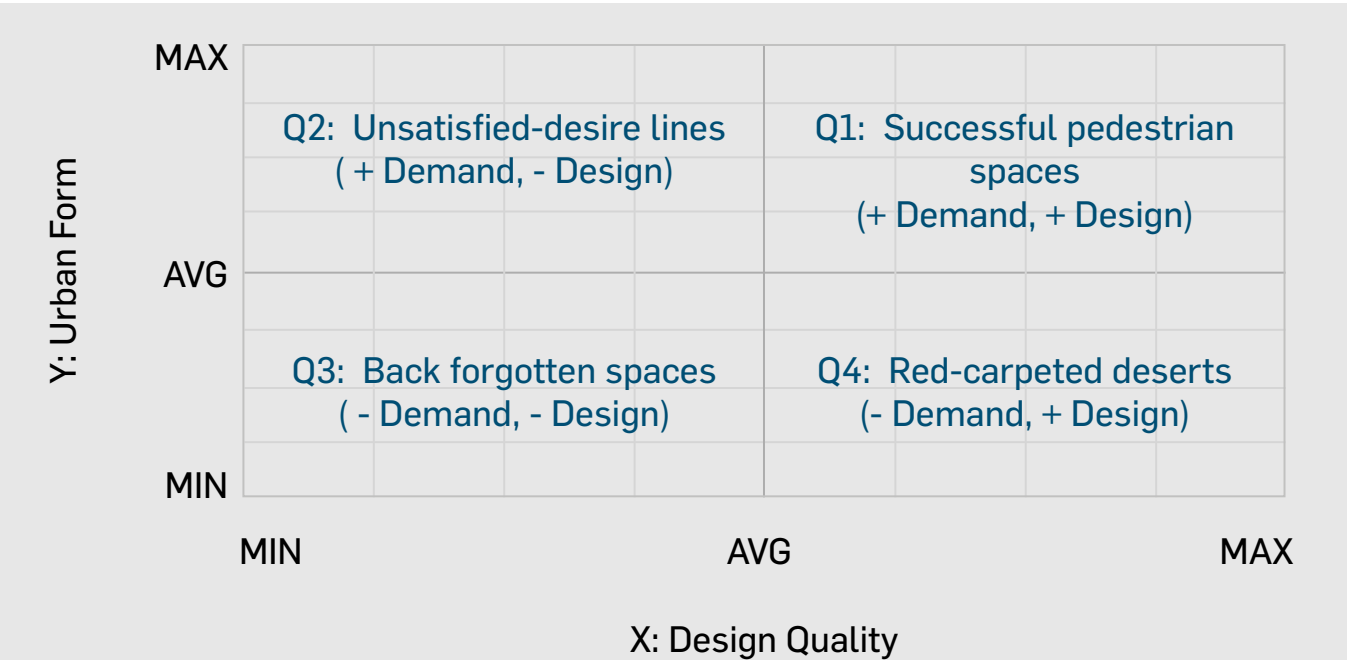 MAX
Q2:  Unsatisfied-desire lines
( + Demand, - Design)
Q1:  Successful pedestrian
spaces
(+ Demand, + Design)
Y: Urban Form
AVG
Q3:  Back forgotten spaces
( - Demand, - Design)
Q4:  Red-carpeted deserts
(- Demand, + Design)
MIN
MIN
AVG
MAX
X: Design Quality